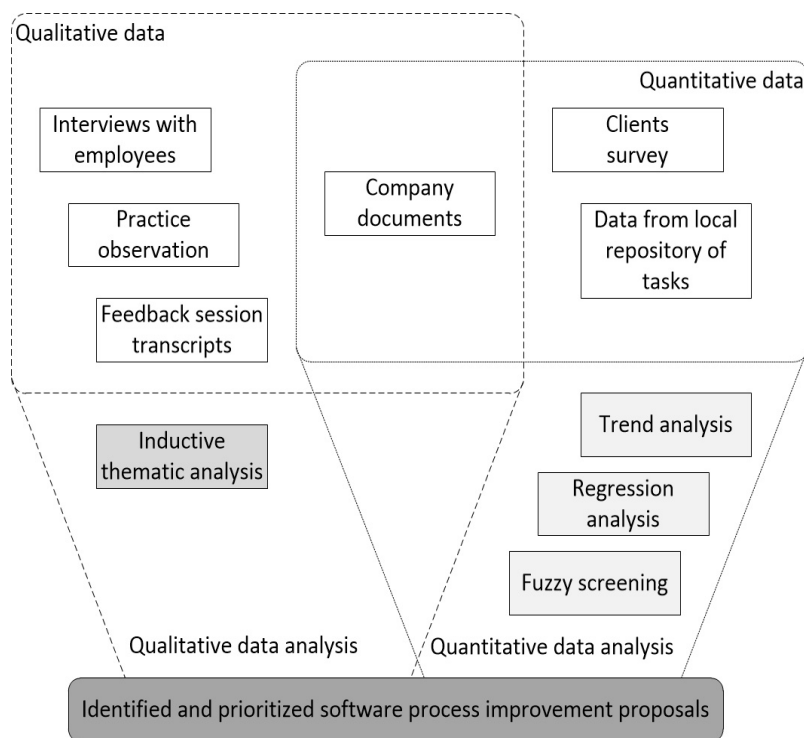 Qualitative data
Quantitative data
Interviews with
employees
Clients
survey
Company
documents
Practice
observation
Data from local
repository of
tasks
Feedback session
transcripts
Inductive
thematic analysis
Trend analysis
Regression
analysis
Fuzzy screening
Qualitative data analysis
Quantitative data analysis
Identified and prioritized software process improvement proposals